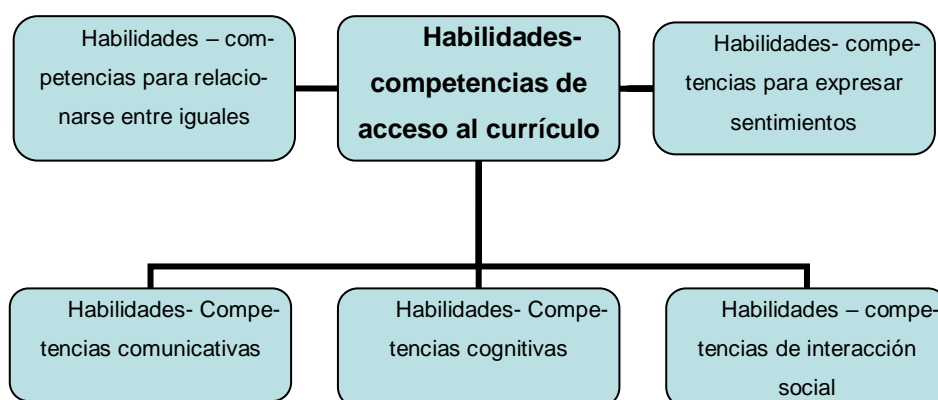 Habilidades – com-
petencias para relacio-
narse entre iguales
Habilidades-
competencias de
acceso al currículo
Habilidades- compe-
tencias para expresar
sentimientos
Habilidades- Compe-
tencias comunicativas
Habilidades- Compe-
tencias cognitivas
Habilidades – compe-
tencias de interacción
social